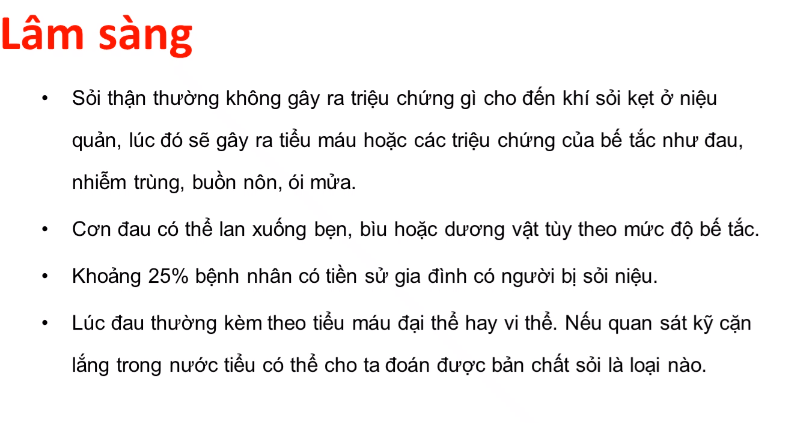 Lâm sàng
• Sỏi thận thường không gây ra triệu chứng gì cho đến khí sỏi kẹt ở niệu
quản, lúc đó sẽ gây ra tiểu máu hoặc các triệu chứng của bế tắc như đau,
nhiễm trùng, buồn nôn, ói mửa.
• Cơn đau có thể lan xuống bẹn, bìu hoặc dương vật tùy theo mức độ bế tắc.
• Khoảng 25% bệnh nhân có tiền sử gia đình có người bị sỏi niệu.
• Lúc đau thường kèm theo tiểu máu đại thể hay vi thể. Nếu quan sát kỹ cặn
lắng trong nước tiểu có thể cho ta đoán được bản chất sỏi là loại nào.